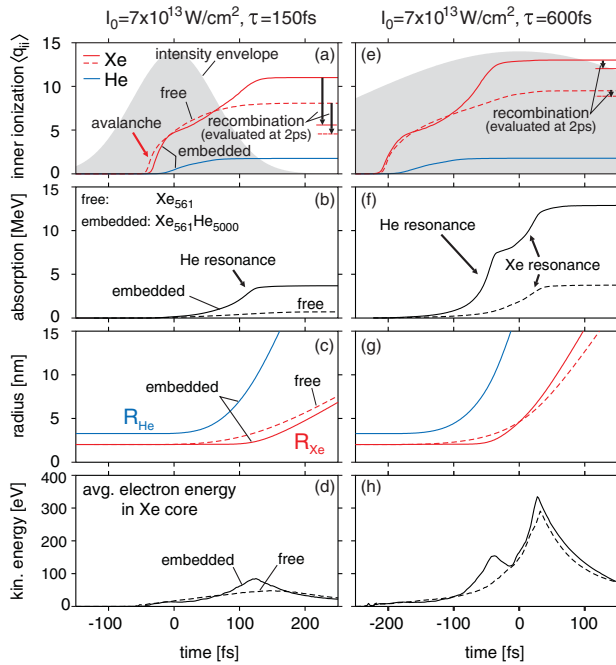 I₀=7x10¹³W/cm², τ=150fs
I₀=7x10¹³W/cm², τ=600fs
inner ionization ⟨qᵢᵢ⟩
15
10
5
0
Xe
He
intensity envelope
(a)
free
avalanche
embedded
recombination
(evaluated at 2ps)
(e)
recombination
(evaluated at 2ps)
absorption [MeV]
15
10
5
0
free: Xe₅₆₁
embedded: Xe₅₆₁He₅₀₀₀
(b)
He resonance
embedded
free
(f)
He resonance
Xe resonance
radius [nm]
15
10
5
0
(c)
embedded
free
R_He
R_Xe
(g)
kin. energy [eV]
400
300
200
100
0
avg. electron energy
in Xe core
(d)
embedded
free
(h)
-100 0 100 200
time [fs]
-200 -100 0 100
time [fs]